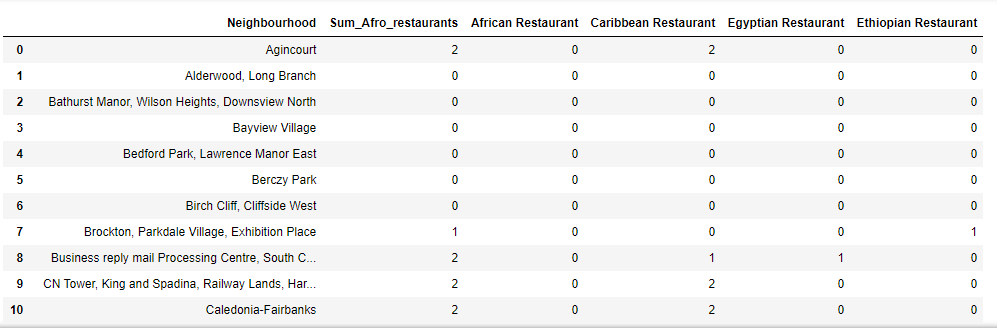 Neighbourhood Sum_Afro_restaurants African Restaurant Caribbean Restaurant Egyptian Restaurant Ethiopian Restaurant
0 Agincourt 2 0 2 0 0
1 Alderwood, Long Branch 0 0 0 0 0
2 Bathurst Manor, Wilson Heights, Downsview North 0 0 0 0 0
3 Bayview Village 0 0 0 0 0
4 Bedford Park, Lawrence Manor East 0 0 0 0 0
5 Berczy Park 0 0 0 0 0
6 Birch Cliff, Cliffside West 0 0 0 0 0
7 Brockton, Parkdale Village, Exhibition Place 1 0 0 0 1
8 Business reply mail Processing Centre, South C... 2 0 1 1 0
9 CN Tower, King and Spadina, Railway Lands, Har... 2 0 2 0 0
10 Caledonia-Fairbanks 2 0 2 0 0